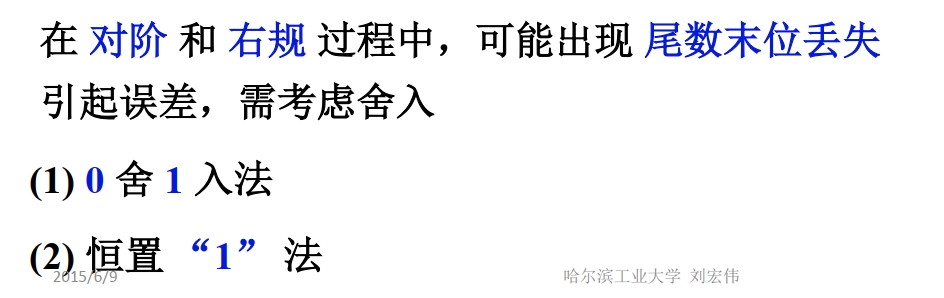 在 对阶 和 右规 过程中，可能出现 尾数末位丢失
引起误差，需考虑舍入
(1) 0 舍 1 入法
(2) 恒置 “1” 法
2015/6/9
哈尔滨工业大学 刘宏伟